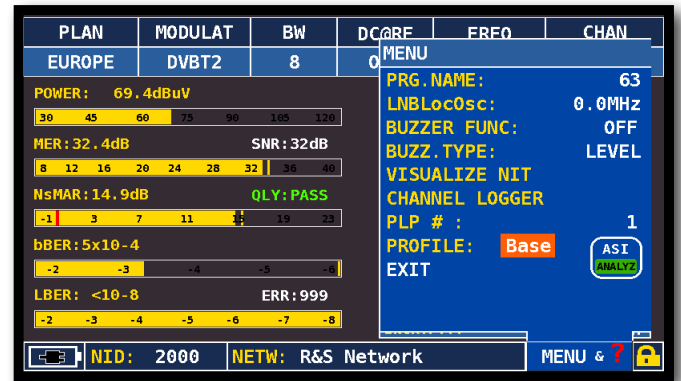 PLAN MODULAT BW DC@RF FREQ CHAN
EUROPE DVBT2 8
MENU
POWER: 69.4dBuV
30 45 60 75 90 105 120
MER:32.4dB SNR:32dB
8 12 16 20 24 28 32 36 40
NsMAR:14.9dB QLY:PASS
-1 3 7 11 15 19 23
bBER:5x10-4
-2 -3 -4 -5 -6
LBER: <10-8 ERR:999
-2 -3 -4 -5 -6 -7 -8
PRG.NAME: 63
LNBLocOsc: 0.0MHz
BUZZER FUNC: OFF
BUZZ.TYPE: LEVEL
VISUALIZE NIT
CHANNEL LOGGER
PLP # : 1
PROFILE: Base
EXIT
ASI
ANALYZ
NID: 2000 NETW: R&S Network MENU & ?